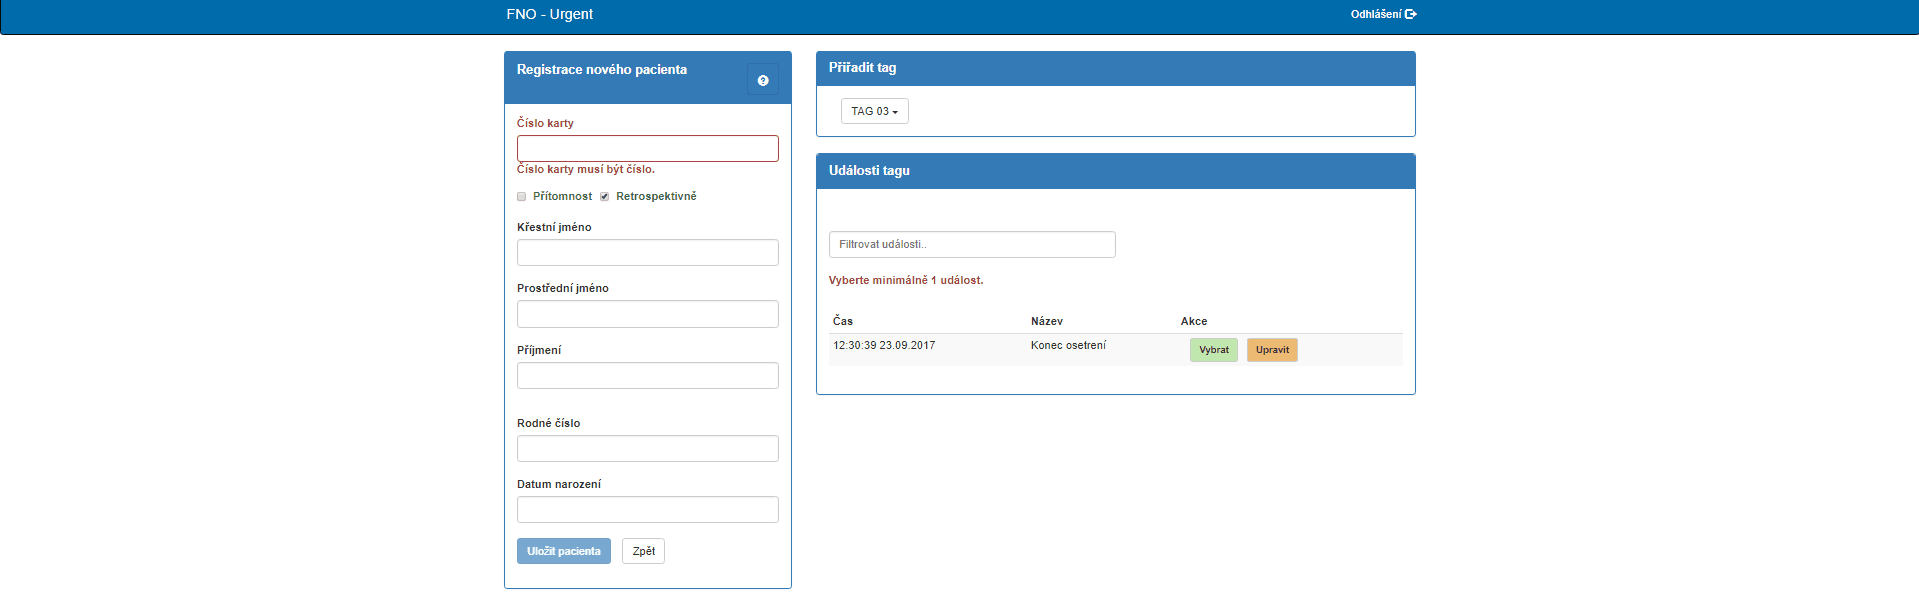 FNO - Urgent
Odhlášení
Registrace nového pacienta
Číslo karty
Číslo karty musí být číslo.
Přítomnost Retrospektivně
Křestní jméno
Prostřední jméno
Příjmení
Rodné číslo
Datum narození
Uložit pacienta Zpět
Přiřadit tag
TAG 03
Události tagu
Filtrovat události..
Vyberte minimálně 1 událost.
Čas Název Akce
12:30:39 23.09.2017 Konec osetrení Vybrat Upravit